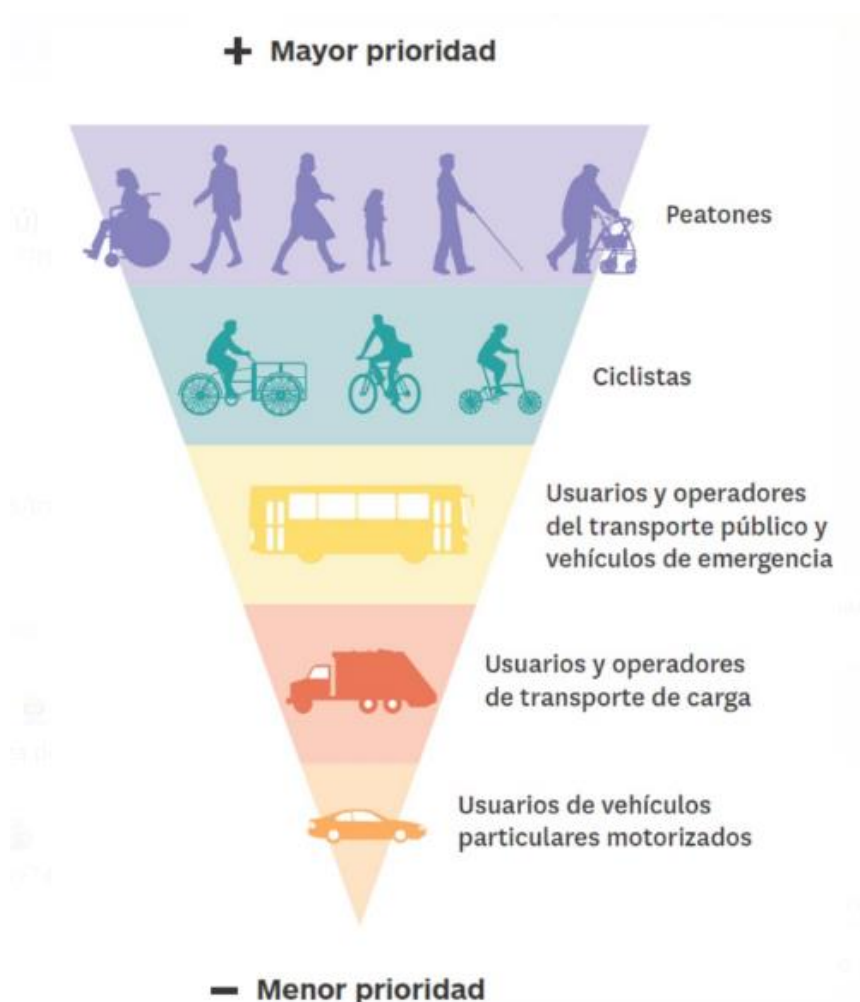 + Mayor prioridad
Peatones
Ciclistas
Usuarios y operadores
del transporte público y
vehículos de emergencia
Usuarios y operadores
de transporte de carga
Usuarios de vehículos
particulares motorizados
− Menor prioridad